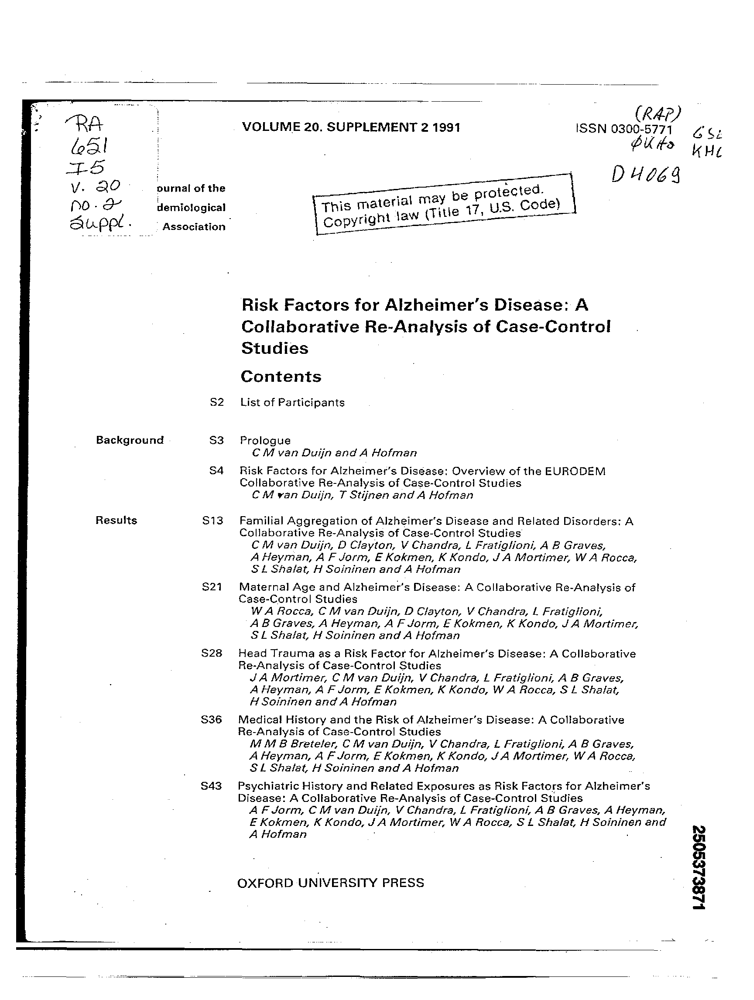 RA
651
I5
V. 20
no. 2
Suppl.
ournal of the
demiological
Association
VOLUME 20. SUPPLEMENT 2 1991
(RAP)
ISSN 0300-5771
D4069
This material may be protected.
Copyright law (Title 17, U.S. Code)
Risk Factors for Alzheimer's Disease: A
Collaborative Re-Analysis of Case-Control
Studies
Contents
S2 List of Participants
Background S3 Prologue
C M van Duijn and A Hofman
S4 Risk Factors for Alzheimer's Disease: Overview of the EURODEM
Collaborative Re-Analysis of Case-Control Studies
C M van Duijn, T Stijnen and A Hofman
Results S13 Familial Aggregation of Alzheimer's Disease and Related Disorders: A
Collaborative Re-Analysis of Case-Control Studies
C M van Duijn, D Clayton, V Chandra, L Fratiglioni, A B Graves,
A Heyman, A F Jorm, E Kokmen, K Kondo, J A Mortimer, W A Rocca,
S L Shalat, H Soininen and A Hofman
S21 Maternal Age and Alzheimer's Disease: A Collaborative Re-Analysis of
Case-Control Studies
W A Rocca, C M van Duijn, D Clayton, V Chandra, L Fratiglioni,
A B Graves, A Heyman, A F Jorm, E Kokmen, K Kondo, J A Mortimer,
S L Shalat, H Soininen and A Hofman
S28 Head Trauma as a Risk Factor for Alzheimer's Disease: A Collaborative
Re-Analysis of Case-Control Studies
J A Mortimer, C M van Duijn, V Chandra, L Fratiglioni, A B Graves,
A Heyman, A F Jorm, E Kokmen, K Kondo, W A Rocca, S L Shalat,
H Soininen and A Hofman
S36 Medical History and the Risk of Alzheimer's Disease: A Collaborative
Re-Analysis of Case-Control Studies
M M B Breteler, C M van Duijn, V Chandra, L Fratiglioni, A B Graves,
A Heyman, A F Jorm, E Kokmen, K Kondo, J A Mortimer, W A Rocca,
S L Shalat, H Soininen and A Hofman
S43 Psychiatric History and Related Exposures as Risk Factors for Alzheimer's
Disease: A Collaborative Re-Analysis of Case-Control Studies
A F Jorm, C M van Duijn, V Chandra, L Fratiglioni, A B Graves, A Heyman,
E Kokmen, K Kondo, J A Mortimer, W A Rocca, S L Shalat, H Soininen and
A Hofman
OXFORD UNIVERSITY PRESS
2505373871